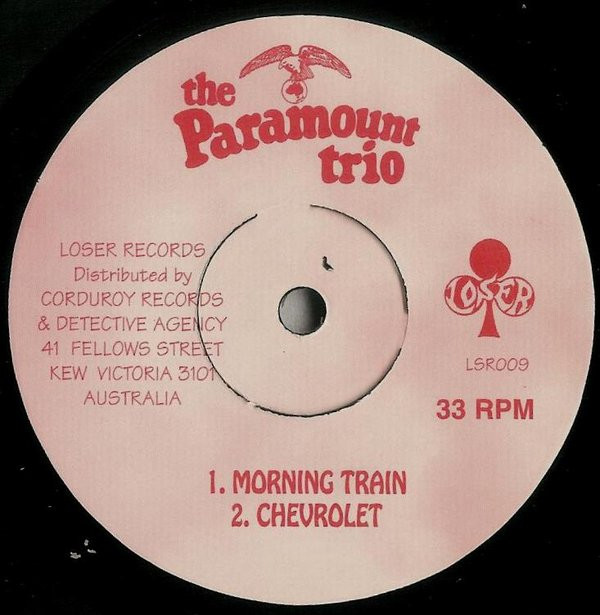 the
Paramount
trio
LOSER RECORDS
Distributed by
CORDUROY RECORDS
& DETECTIVE AGENCY
41 FELLOWS STREET
KEW VICTORIA 3101
AUSTRALIA
LOSER
LSR009
33 RPM
1. MORNING TRAIN
2. CHEVROLET